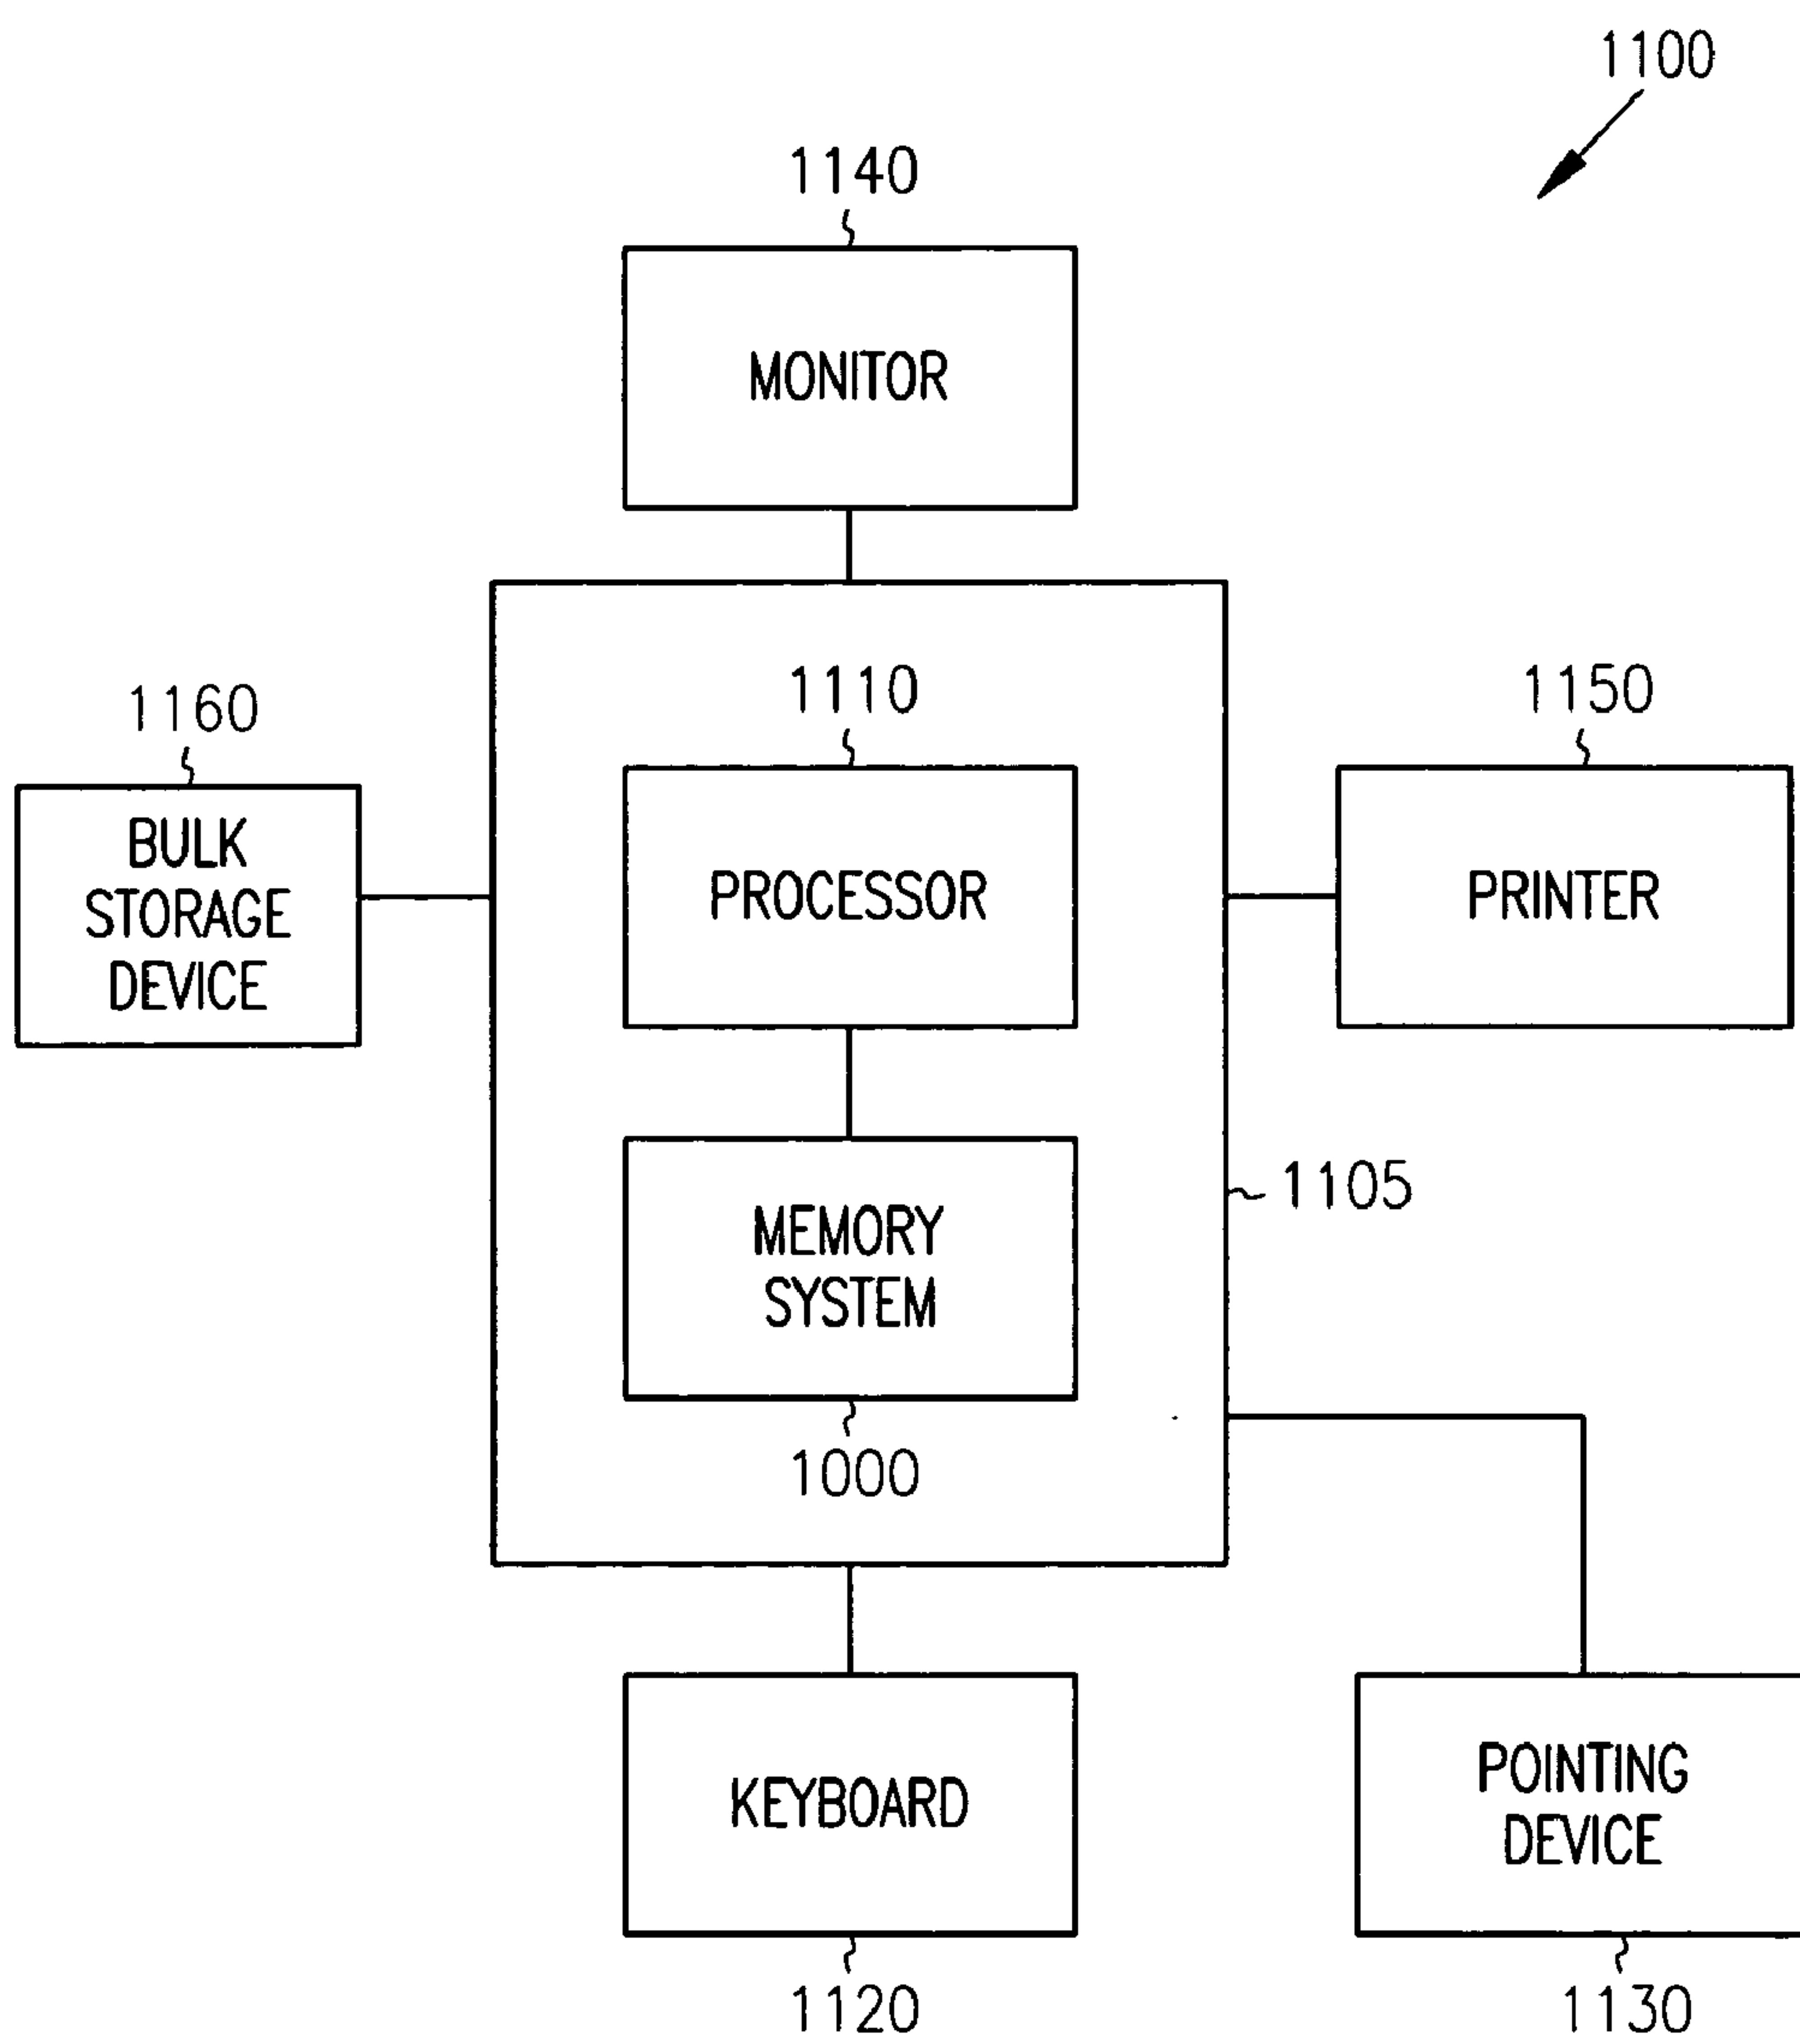 1100
1140
MONITOR
1160
BULK
STORAGE
DEVICE
1110
PROCESSOR
1150
PRINTER
MEMORY
SYSTEM
1000
1105
KEYBOARD
1120
POINTING
DEVICE
1130